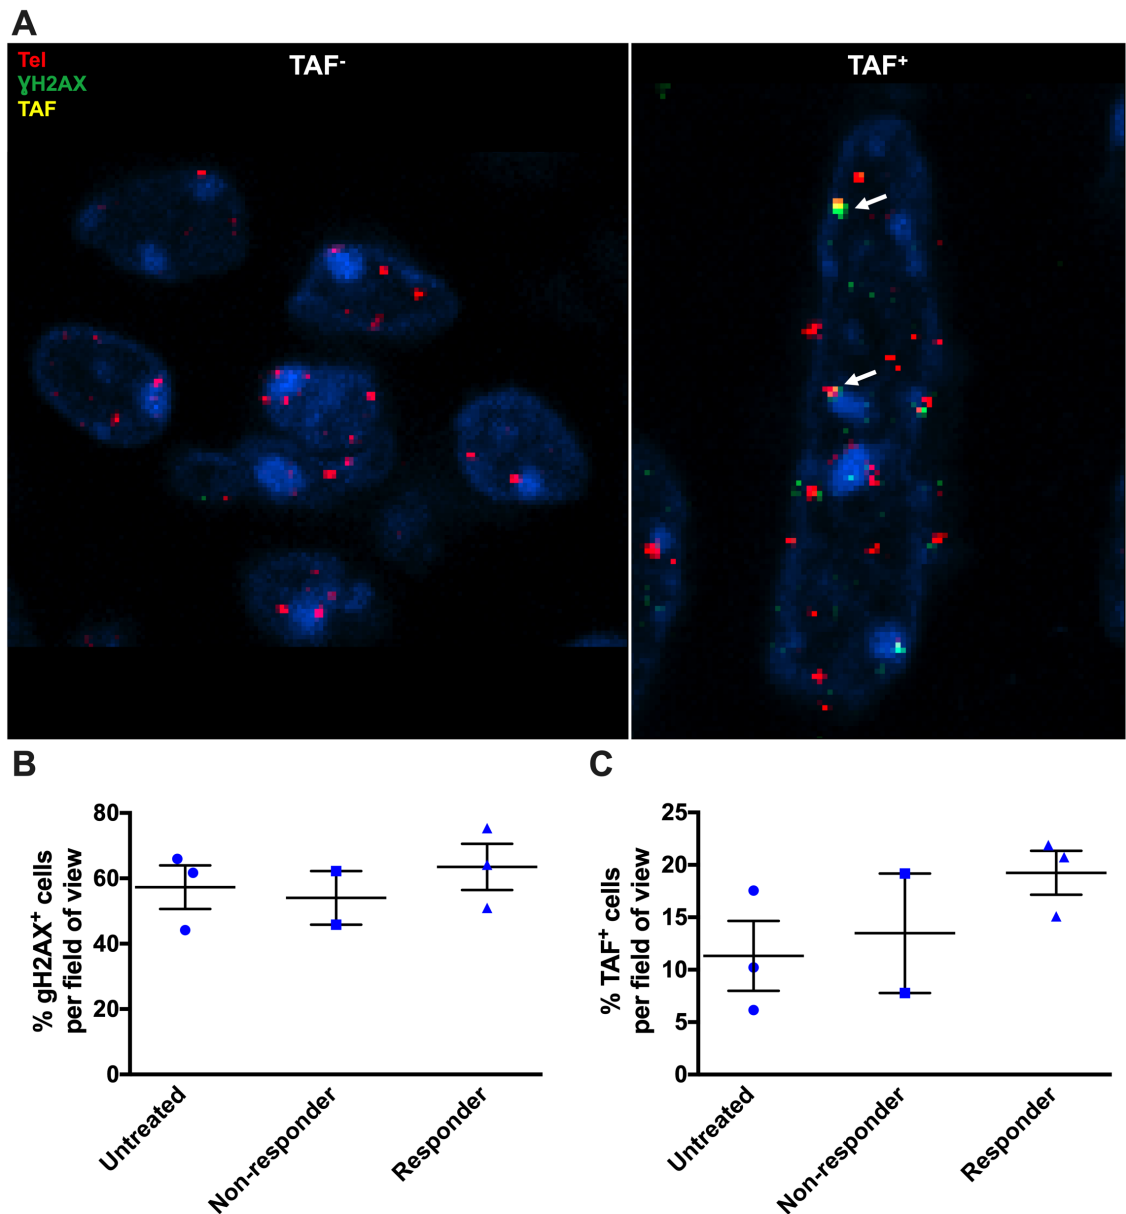 A
Tel
ɣH2AX
TAF
TAF-
TAF+
B
% gH2AX+ cells
per field of view
80
60
40
20
0
Untreated
Non-responder
Responder
C
% TAF+ cells
per field of view
25
20
15
10
5
0
Untreated
Non-responder
Responder